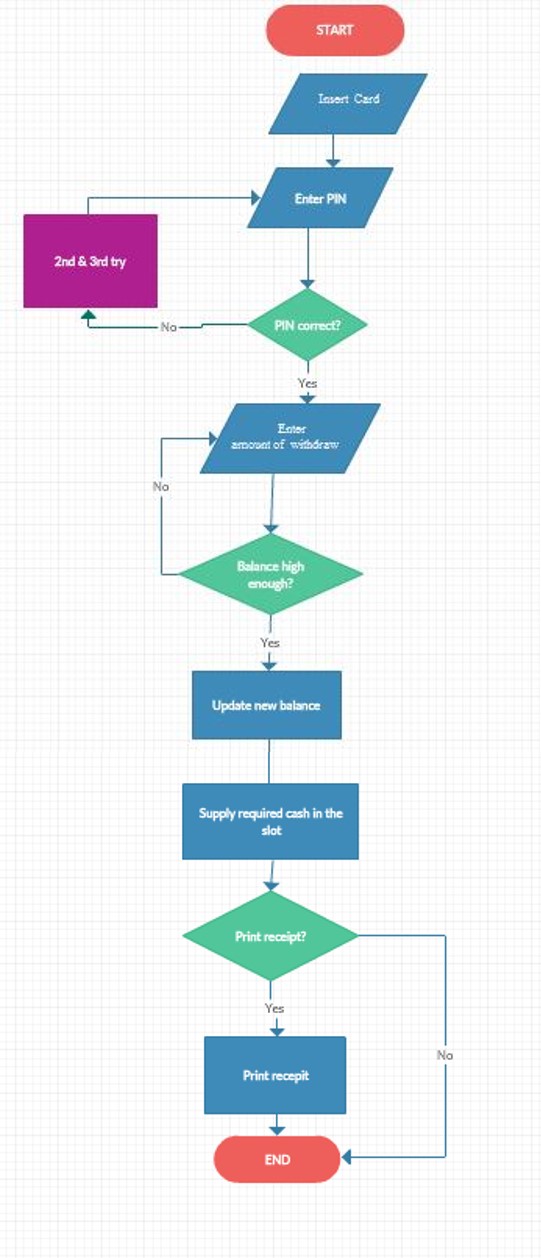 START
Insert Card
Enter PIN
2nd & 3rd try
PIN correct?
No
Yes
Enter
amount of withdraw
No
Balance high
enough?
Yes
Update new balance
Supply required cash in the
slot
Print receipt?
Yes
No
Print recepit
END